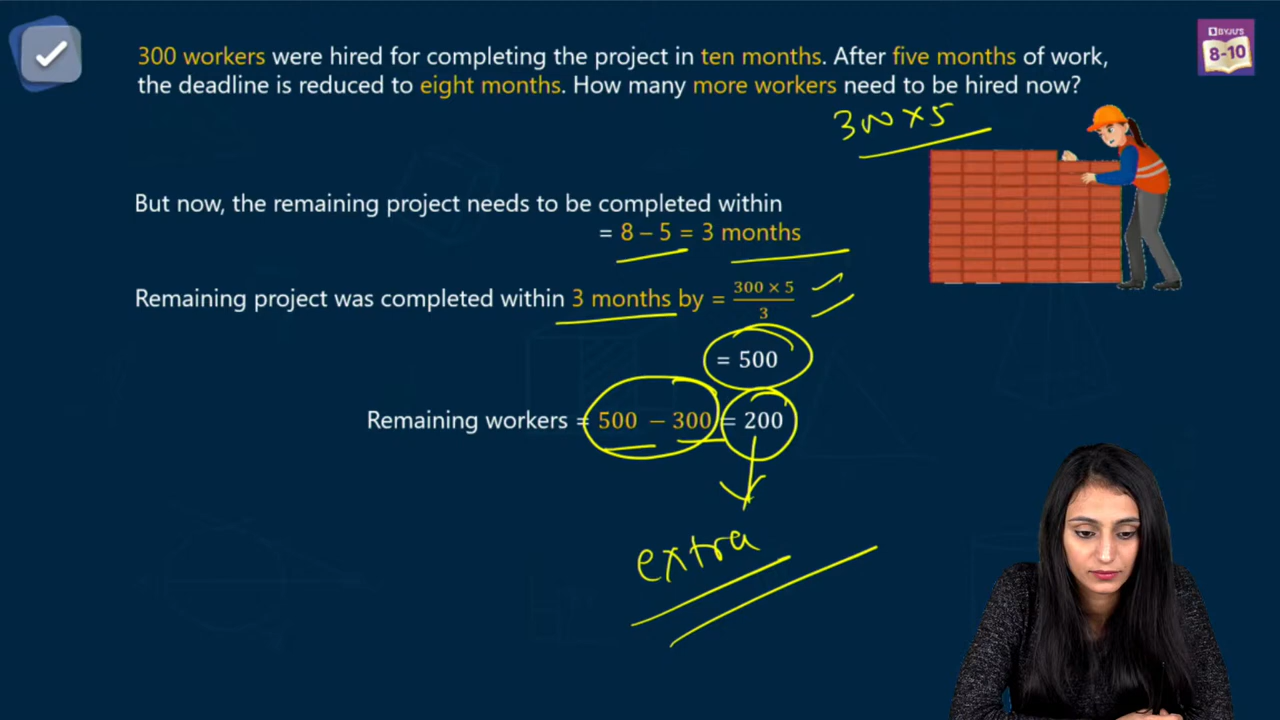 BYJU'S
8-10
300 workers were hired for completing the project in ten months. After five months of work,
the deadline is reduced to eight months. How many more workers need to be hired now?
300 × 5
But now, the remaining project needs to be completed within
= 8 – 5 = 3 months
Remaining project was completed within 3 months by = 300 × 5 / 3
= 500
Remaining workers = 500 – 300 = 200
extra